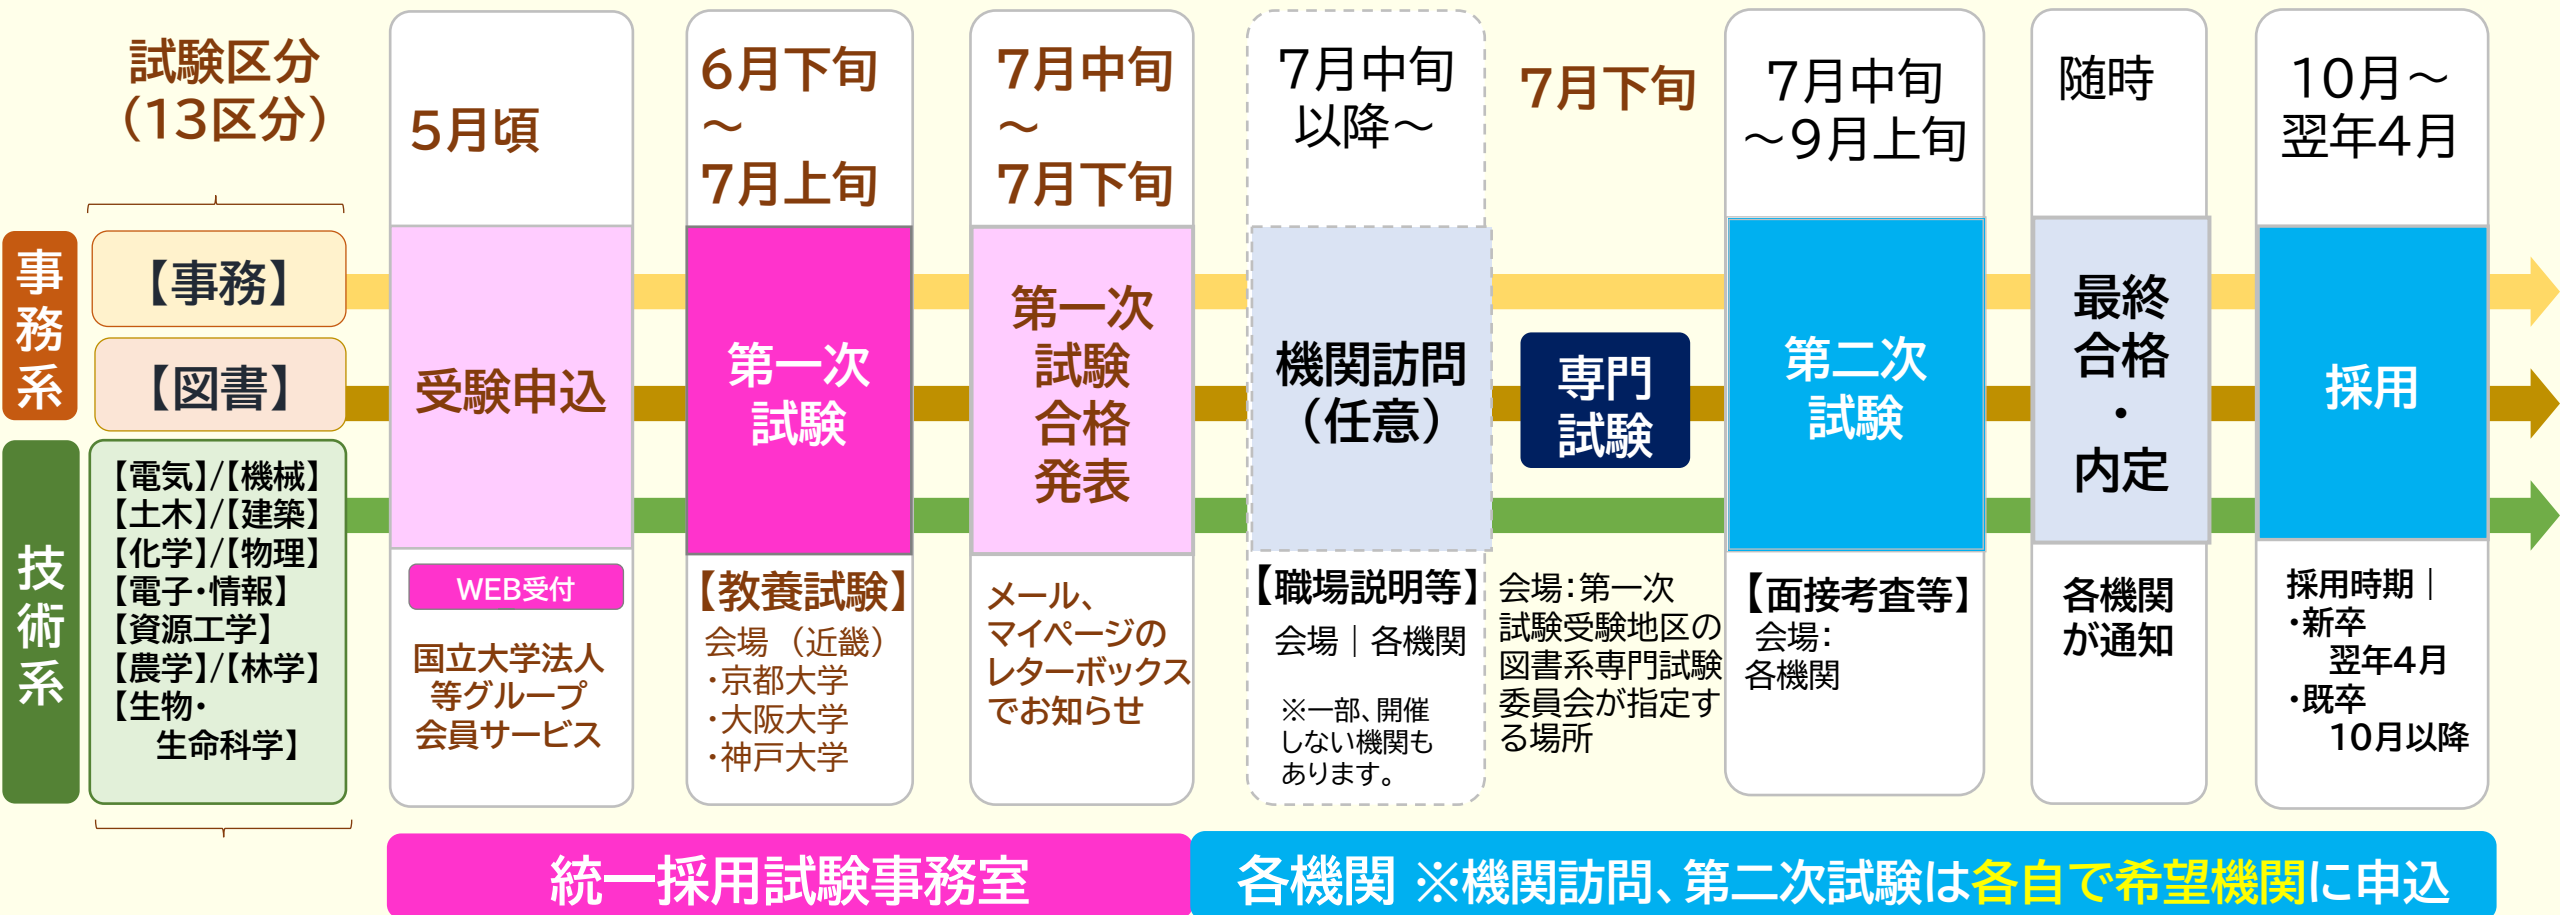 試験区分
（13区分）
事務系
【事務】
【図書】
技術系
【電気】/【機械】
【土木】/【建築】
【化学】/【物理】
【電子・情報】
【資源工学】
【農学】/【林学】
【生物・
生命科学】
5月頃
受験申込
WEB受付
国立大学法人
等グループ
会員サービス
6月下旬
～
7月上旬
第一次
試験
【教養試験】
会場（近畿）
・京都大学
・大阪大学
・神戸大学
7月中旬
～
7月下旬
第一次
試験
合格
発表
メール、
マイページの
レターボックス
でお知らせ
7月中旬
以降～
機関訪問
（任意）
【職場説明等】
会場｜各機関
※一部、開催
しない機関も
あります。
7月下旬
専門
試験
会場：第一次
試験受験地区の
図書系専門試験
委員会が指定す
る場所
7月中旬
～9月上旬
第二次
試験
【面接考査等】
会場：
各機関
随時
最終
合格
・
内定
各機関
が通知
10月～
翌年4月
採用
採用時期｜
・新卒
翌年4月
・既卒
10月以降
統一採用試験事務室
各機関 ※機関訪問、第二次試験は各自で希望機関に申込